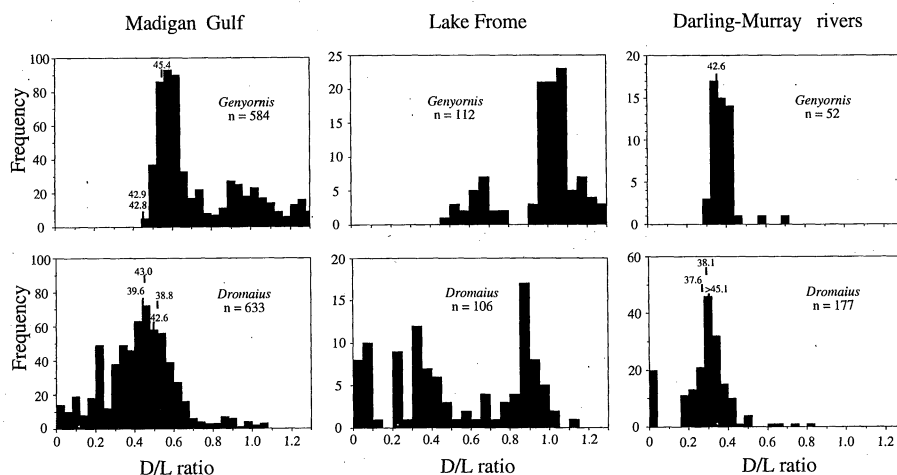 Madigan Gulf
Lake Frome
Darling-Murray rivers
Frequency
100
80
60
40
20
0
45.4
42.9
42.8
Genyornis
n = 584
25
20
15
10
5
0
Genyornis
n = 112
20
15
10
5
0
42.6
Genyornis
n = 52
Frequency
100
80
60
40
20
0
43.0
39.6
38.8
42.6
Dromaius
n = 633
0 0.2 0.4 0.6 0.8 1.0 1.2
D/L ratio
20
15
10
5
0
Dromaius
n = 106
0 0.2 0.4 0.6 0.8 1.0 1.2
D/L ratio
60
40
20
0
38.1
37.6
>45.1
Dromaius
n = 177
0 0.2 0.4 0.6 0.8 1.0 1.2
D/L ratio